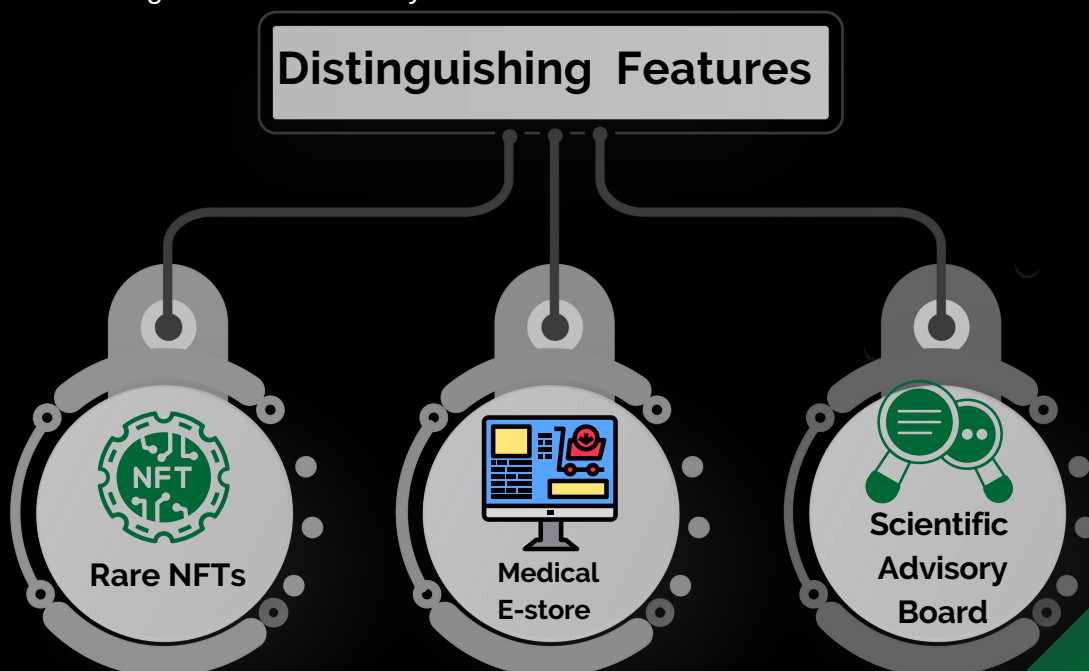 Distinguishing Features
NFT
Rare NFTs
Medical
E-store
Scientific
Advisory
Board